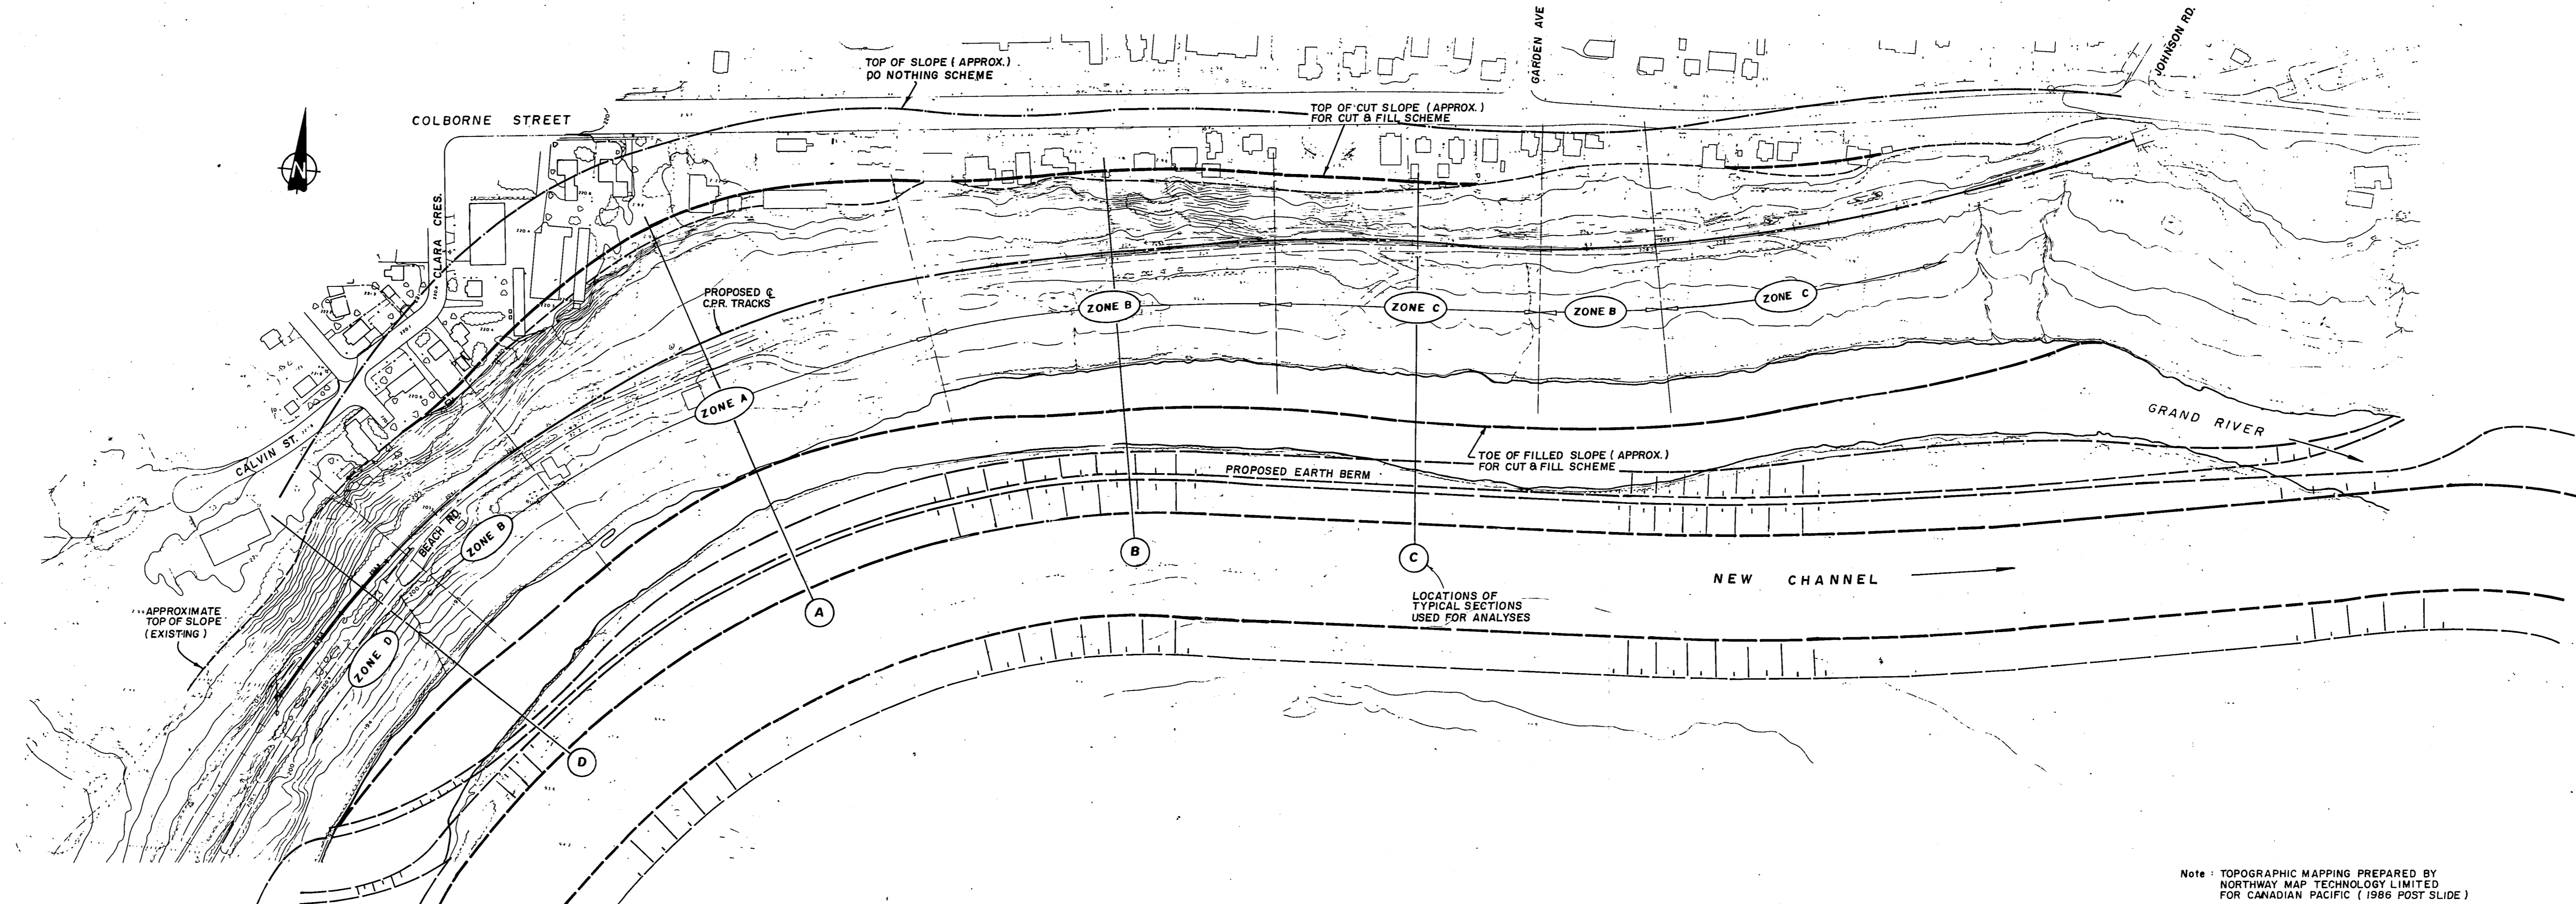 GARDEN AVE
JOHNSON RD.
TOP OF SLOPE ( APPROX.)
DO NOTHING SCHEME
TOP OF CUT SLOPE (APPROX.)
FOR CUT & FILL SCHEME
COLBORNE STREET
N
CLARA CRES.
PROPOSED ℄
C.P.R. TRACKS
ZONE B
ZONE C
ZONE B
ZONE C
ZONE A
GRAND RIVER
CALVIN ST.
TOE OF FILLED SLOPE ( APPROX.)
FOR CUT & FILL SCHEME
PROPOSED EARTH BERM
BEACH RD.
ZONE B
B
C
NEW CHANNEL
LOCATIONS OF
TYPICAL SECTIONS
USED FOR ANALYSES
A
APPROXIMATE
TOP OF SLOPE
( EXISTING )
ZONE D
D
Note : TOPOGRAPHIC MAPPING PREPARED BY
NORTHWAY MAP TECHNOLOGY LIMITED
FOR CANADIAN PACIFIC ( 1986 POST SLIDE )